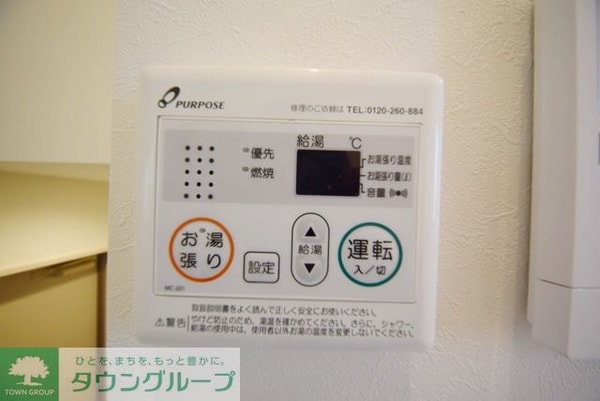 PURPOSE
修理のご依頼は TEL:0120-260-884
給湯 ℃
優先
燃焼
お湯張り温度
お湯張り量(ℓ)
音量
お湯張り
設定
▲
給湯
▼
運転
入/切
MC-261
取扱説明書をよく読んで正しく安全にお使いください。
⚠警告
やけど防止のため、湯温を確かめてください。さらに、シャワー、
給湯の使用中は、使用者以外お湯の温度を変更しないでください。
TOWN GROUP
ひとを、まちを、もっと豊かに。
タウングループ